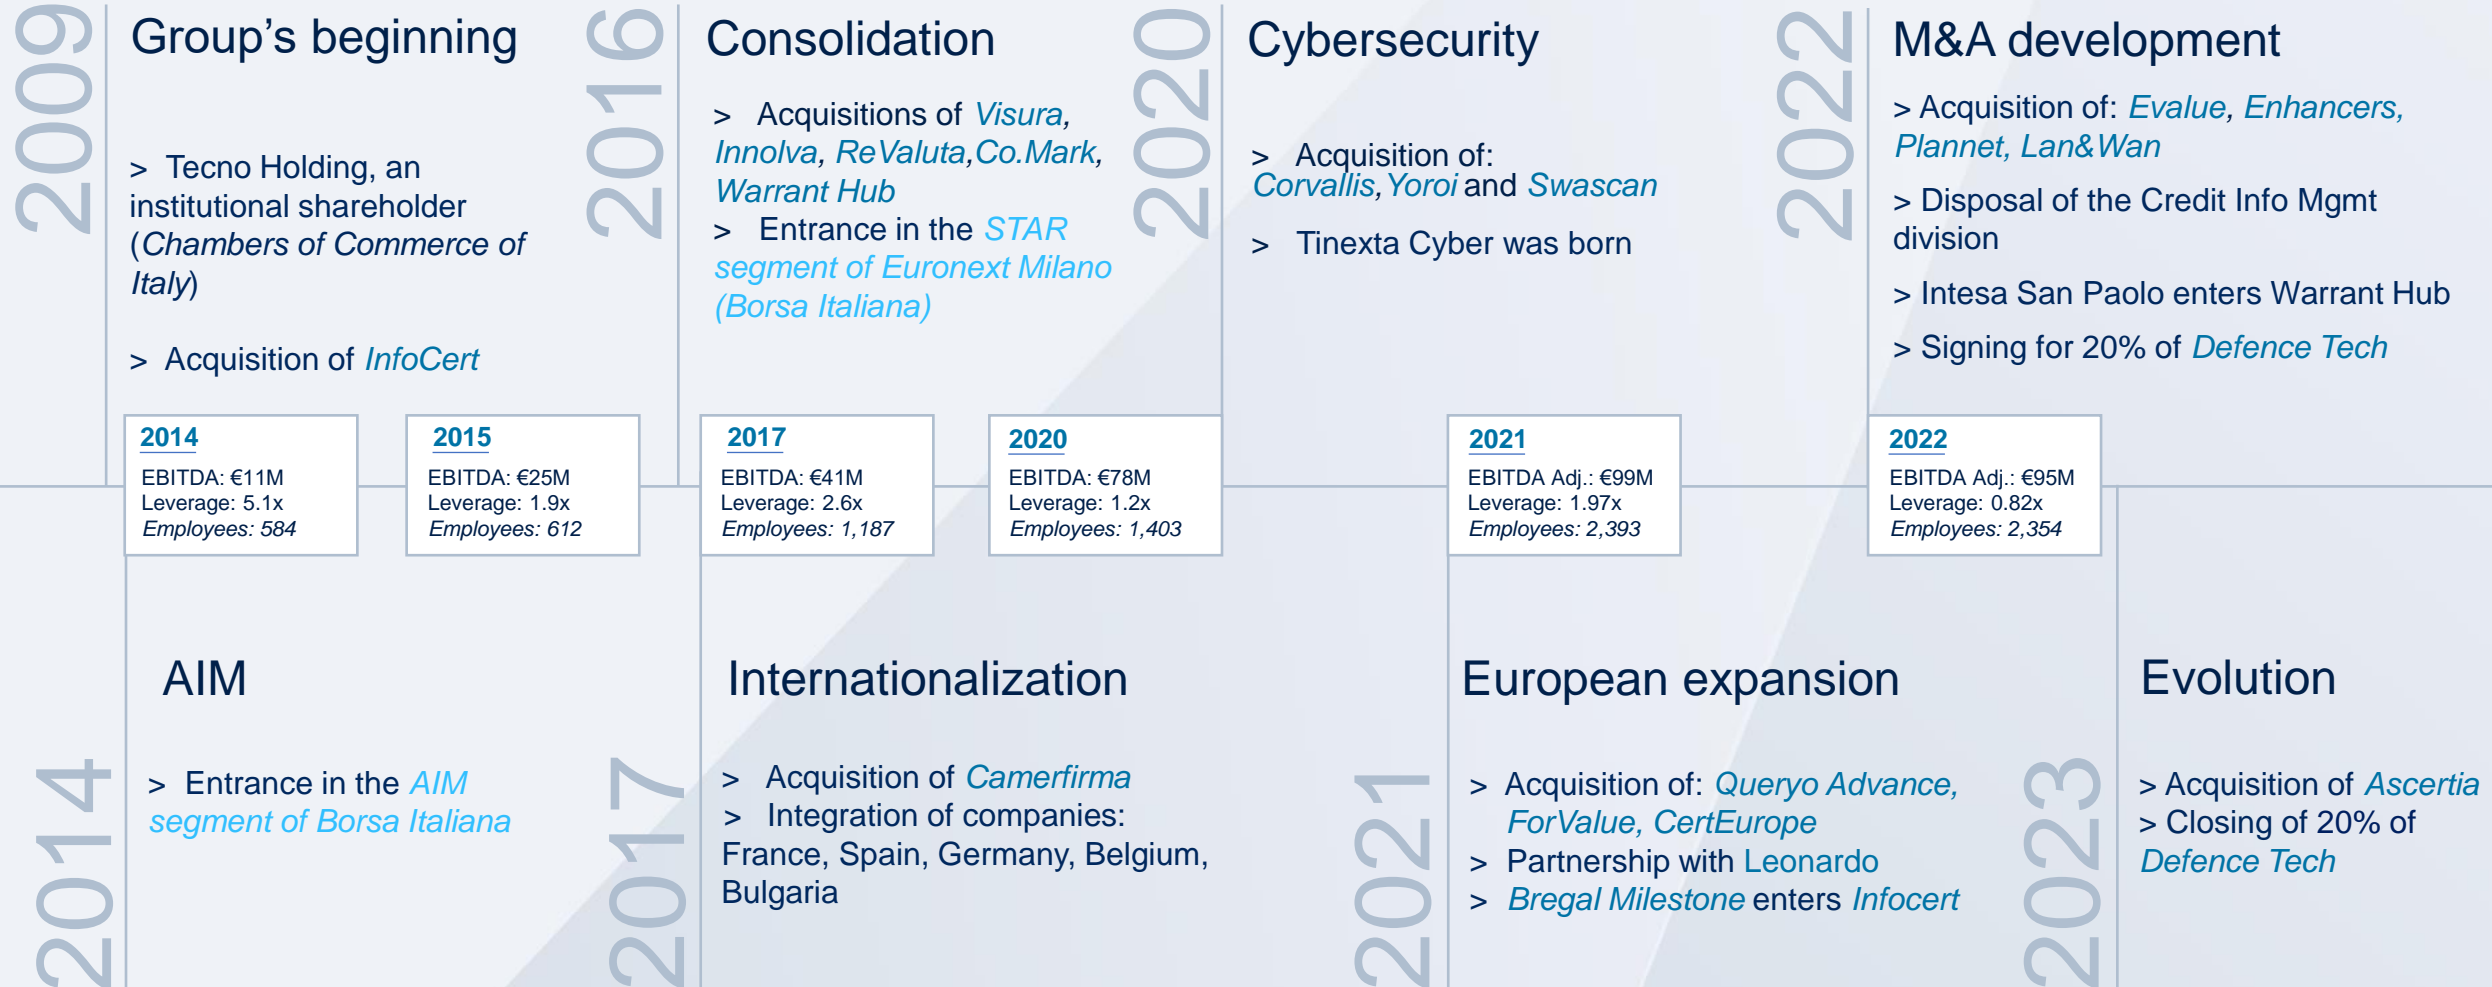 2009
Group's beginning
> Tecno Holding, an
institutional shareholder
(Chambers of Commerce of
Italy)
> Acquisition of InfoCert
2016
Consolidation
> Acquisitions of Visura,
Innolva, ReValuta,Co.Mark,
Warrant Hub
> Entrance in the STAR
segment of Euronext Milano
(Borsa Italiana)
2020
Cybersecurity
> Acquisition of:
Corvallis,Yoroi and Swascan
> Tinexta Cyber was born
2022
M&A development
> Acquisition of: Evalue, Enhancers,
Plannet, Lan&Wan
> Disposal of the Credit Info Mgmt
division
> Intesa San Paolo enters Warrant Hub
> Signing for 20% of Defence Tech
2014
EBITDA: €11M
Leverage: 5.1x
Employees: 584
2015
EBITDA: €25M
Leverage: 1.9x
Employees: 612
2017
EBITDA: €41M
Leverage: 2.6x
Employees: 1,187
2020
EBITDA: €78M
Leverage: 1.2x
Employees: 1,403
2021
EBITDA Adj.: €99M
Leverage: 1.97x
Employees: 2,393
2022
EBITDA Adj.: €95M
Leverage: 0.82x
Employees: 2,354
2014
AIM
> Entrance in the AIM
segment of Borsa Italiana
2017
Internationalization
> Acquisition of Camerfirma
> Integration of companies:
France, Spain, Germany, Belgium,
Bulgaria
2021
European expansion
> Acquisition of: Queryo Advance,
ForValue, CertEurope
> Partnership with Leonardo
> Bregal Milestone enters Infocert
2023
Evolution
> Acquisition of Ascertia
> Closing of 20% of
Defence Tech